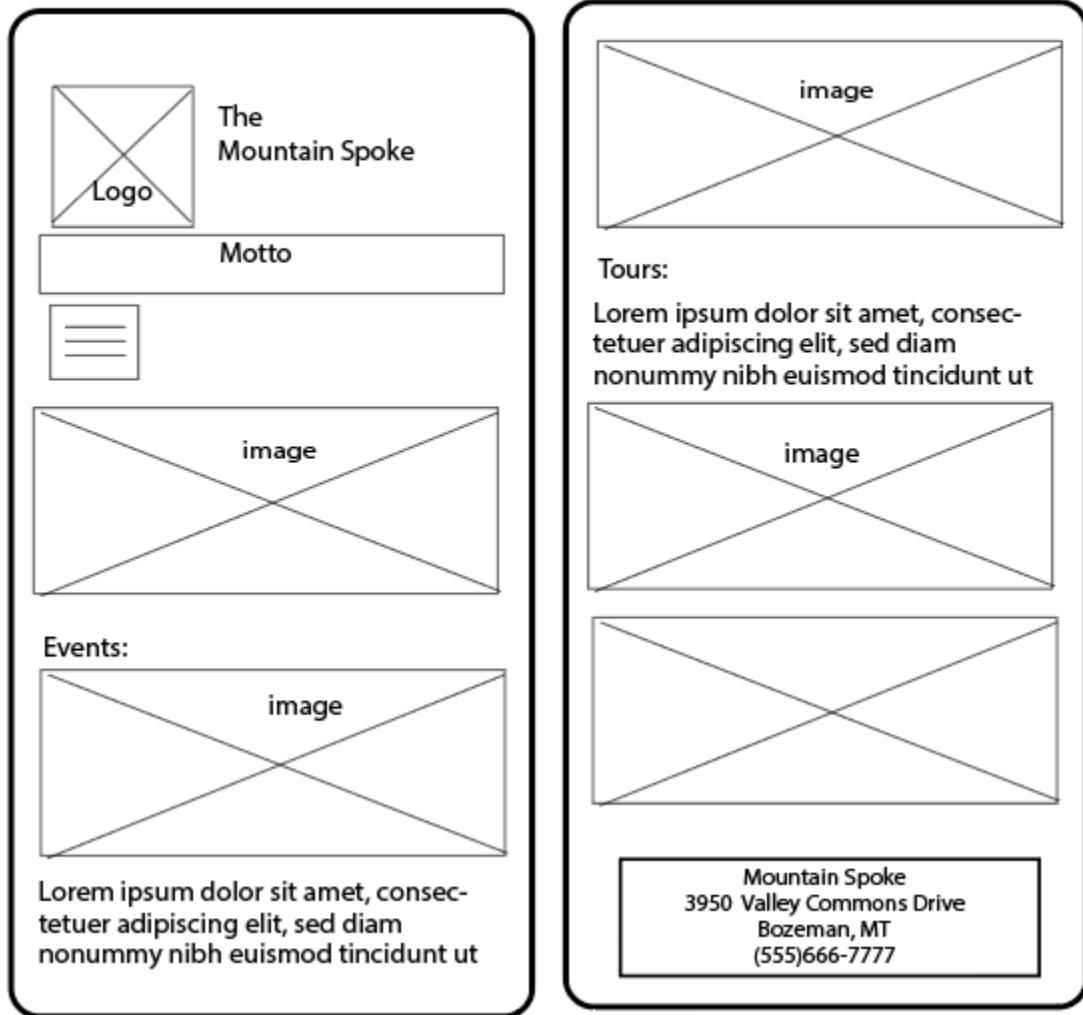 The
Mountain Spoke
Logo
Motto
image
Events:
image
Lorem ipsum dolor sit amet, consec-
tetuer adipiscing elit, sed diam
nonummy nibh euismod tincidunt ut
image
Tours:
Lorem ipsum dolor sit amet, consec-
tetuer adipiscing elit, sed diam
nonummy nibh euismod tincidunt ut
image
Mountain Spoke
3950 Valley Commons Drive
Bozeman, MT
(555)666-7777